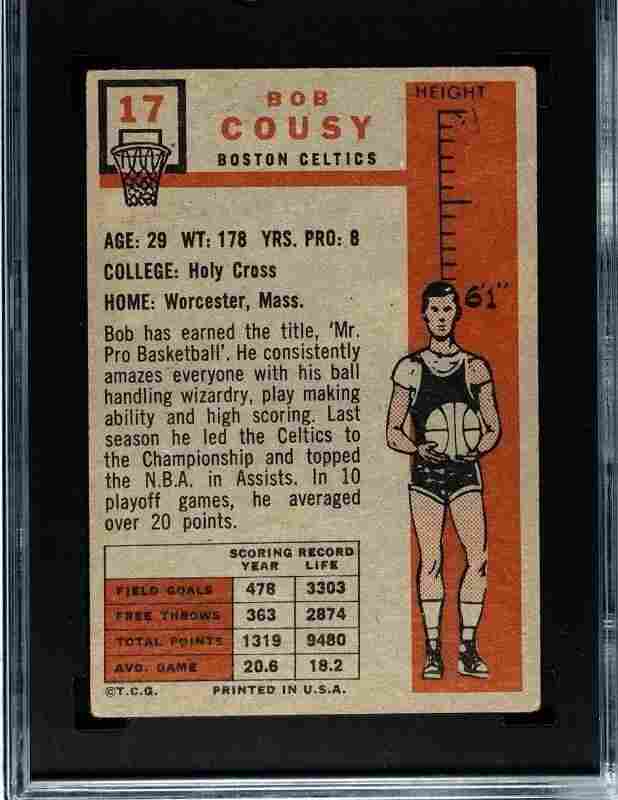 17
BOB
COUSY
BOSTON CELTICS
HEIGHT
6'1"
AGE: 29 WT: 178 YRS. PRO: 8
COLLEGE: Holy Cross
HOME: Worcester, Mass.
Bob has earned the title, 'Mr.
Pro Basketball'. He consistently
amazes everyone with his ball
handling wizardry, play making
ability and high scoring. Last
season he led the Celtics to
the Championship and topped
the N.B.A. in Assists. In 10
playoff games, he averaged
over 20 points.
SCORING RECORD
YEAR LIFE
FIELD GOALS 478 3303
FREE THROWS 363 2874
TOTAL POINTS 1319 9480
AVG. GAME 20.6 18.2
©T.C.G. PRINTED IN U.S.A.